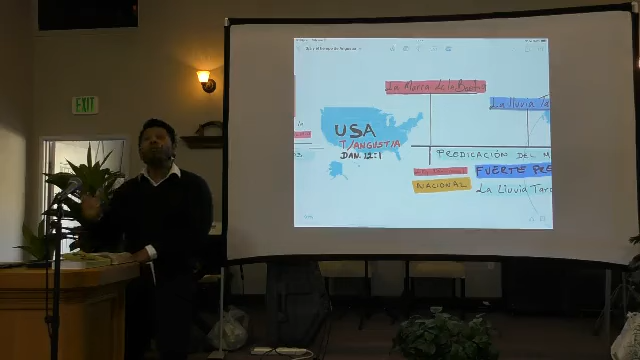 EXIT
La Marca de la Bestia
La lluvia Ta
USA
T/ANGUSTIA
DAN. 12:1
PREDICACIÓN DEL M
FUERTE PRE
NACIONAL
La Lluvia Tard